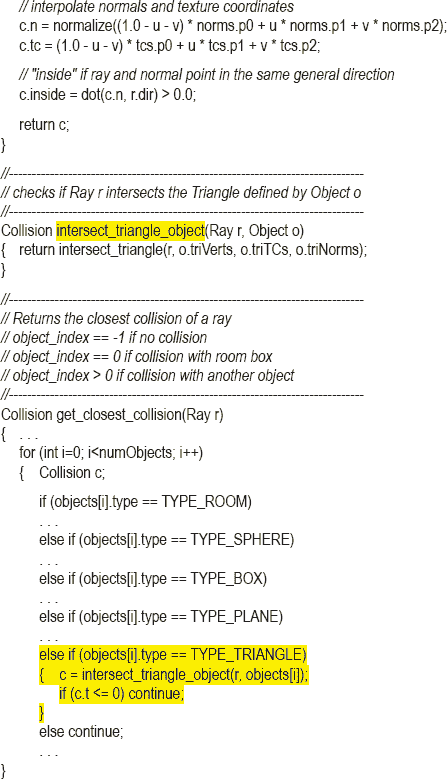 // interpolate normals and texture coordinates
c.n = normalize((1.0 - u - v) * norms.p0 + u * norms.p1 + v * norms.p2);
c.tc = (1.0 - u - v) * tcs.p0 + u * tcs.p1 + v * tcs.p2;
// "inside" if ray and normal point in the same general direction
c.inside = dot(c.n, r.dir) > 0.0;
return c;
}
//------------------------------------------------------------------------------
// checks if Ray r intersects the Triangle defined by Object o
//------------------------------------------------------------------------------
Collision intersect_triangle_object(Ray r, Object o)
{ return intersect_triangle(r, o.triVerts, o.triTCs, o.triNorms);
}
//------------------------------------------------------------------------------
// Returns the closest collision of a ray
// object_index == -1 if no collision
// object_index == 0 if collision with room box
// object_index > 0 if collision with another object
//------------------------------------------------------------------------------
Collision get_closest_collision(Ray r)
{ . . .
for (int i=0; i<numObjects; i++)
{ Collision c;
if (objects[i].type == TYPE_ROOM)
. . .
else if (objects[i].type == TYPE_SPHERE)
. . .
else if (objects[i].type == TYPE_BOX)
. . .
else if (objects[i].type == TYPE_PLANE)
. . .
else if (objects[i].type == TYPE_TRIANGLE)
{ c = intersect_triangle_object(r, objects[i]);
if (c.t <= 0) continue;
}
else continue;
. . .
}